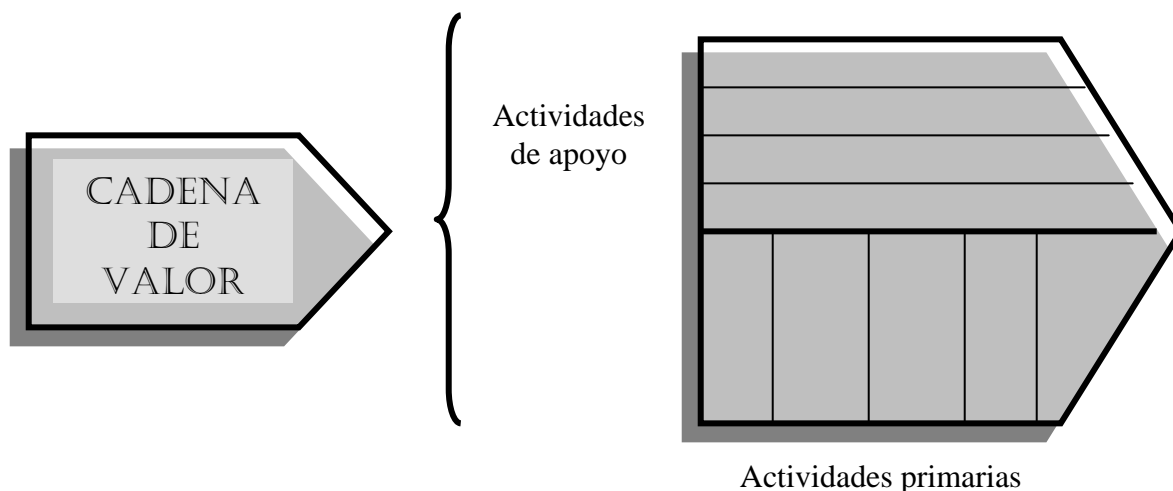 CADENA
DE
VALOR
Actividades
de apoyo
Actividades primarias